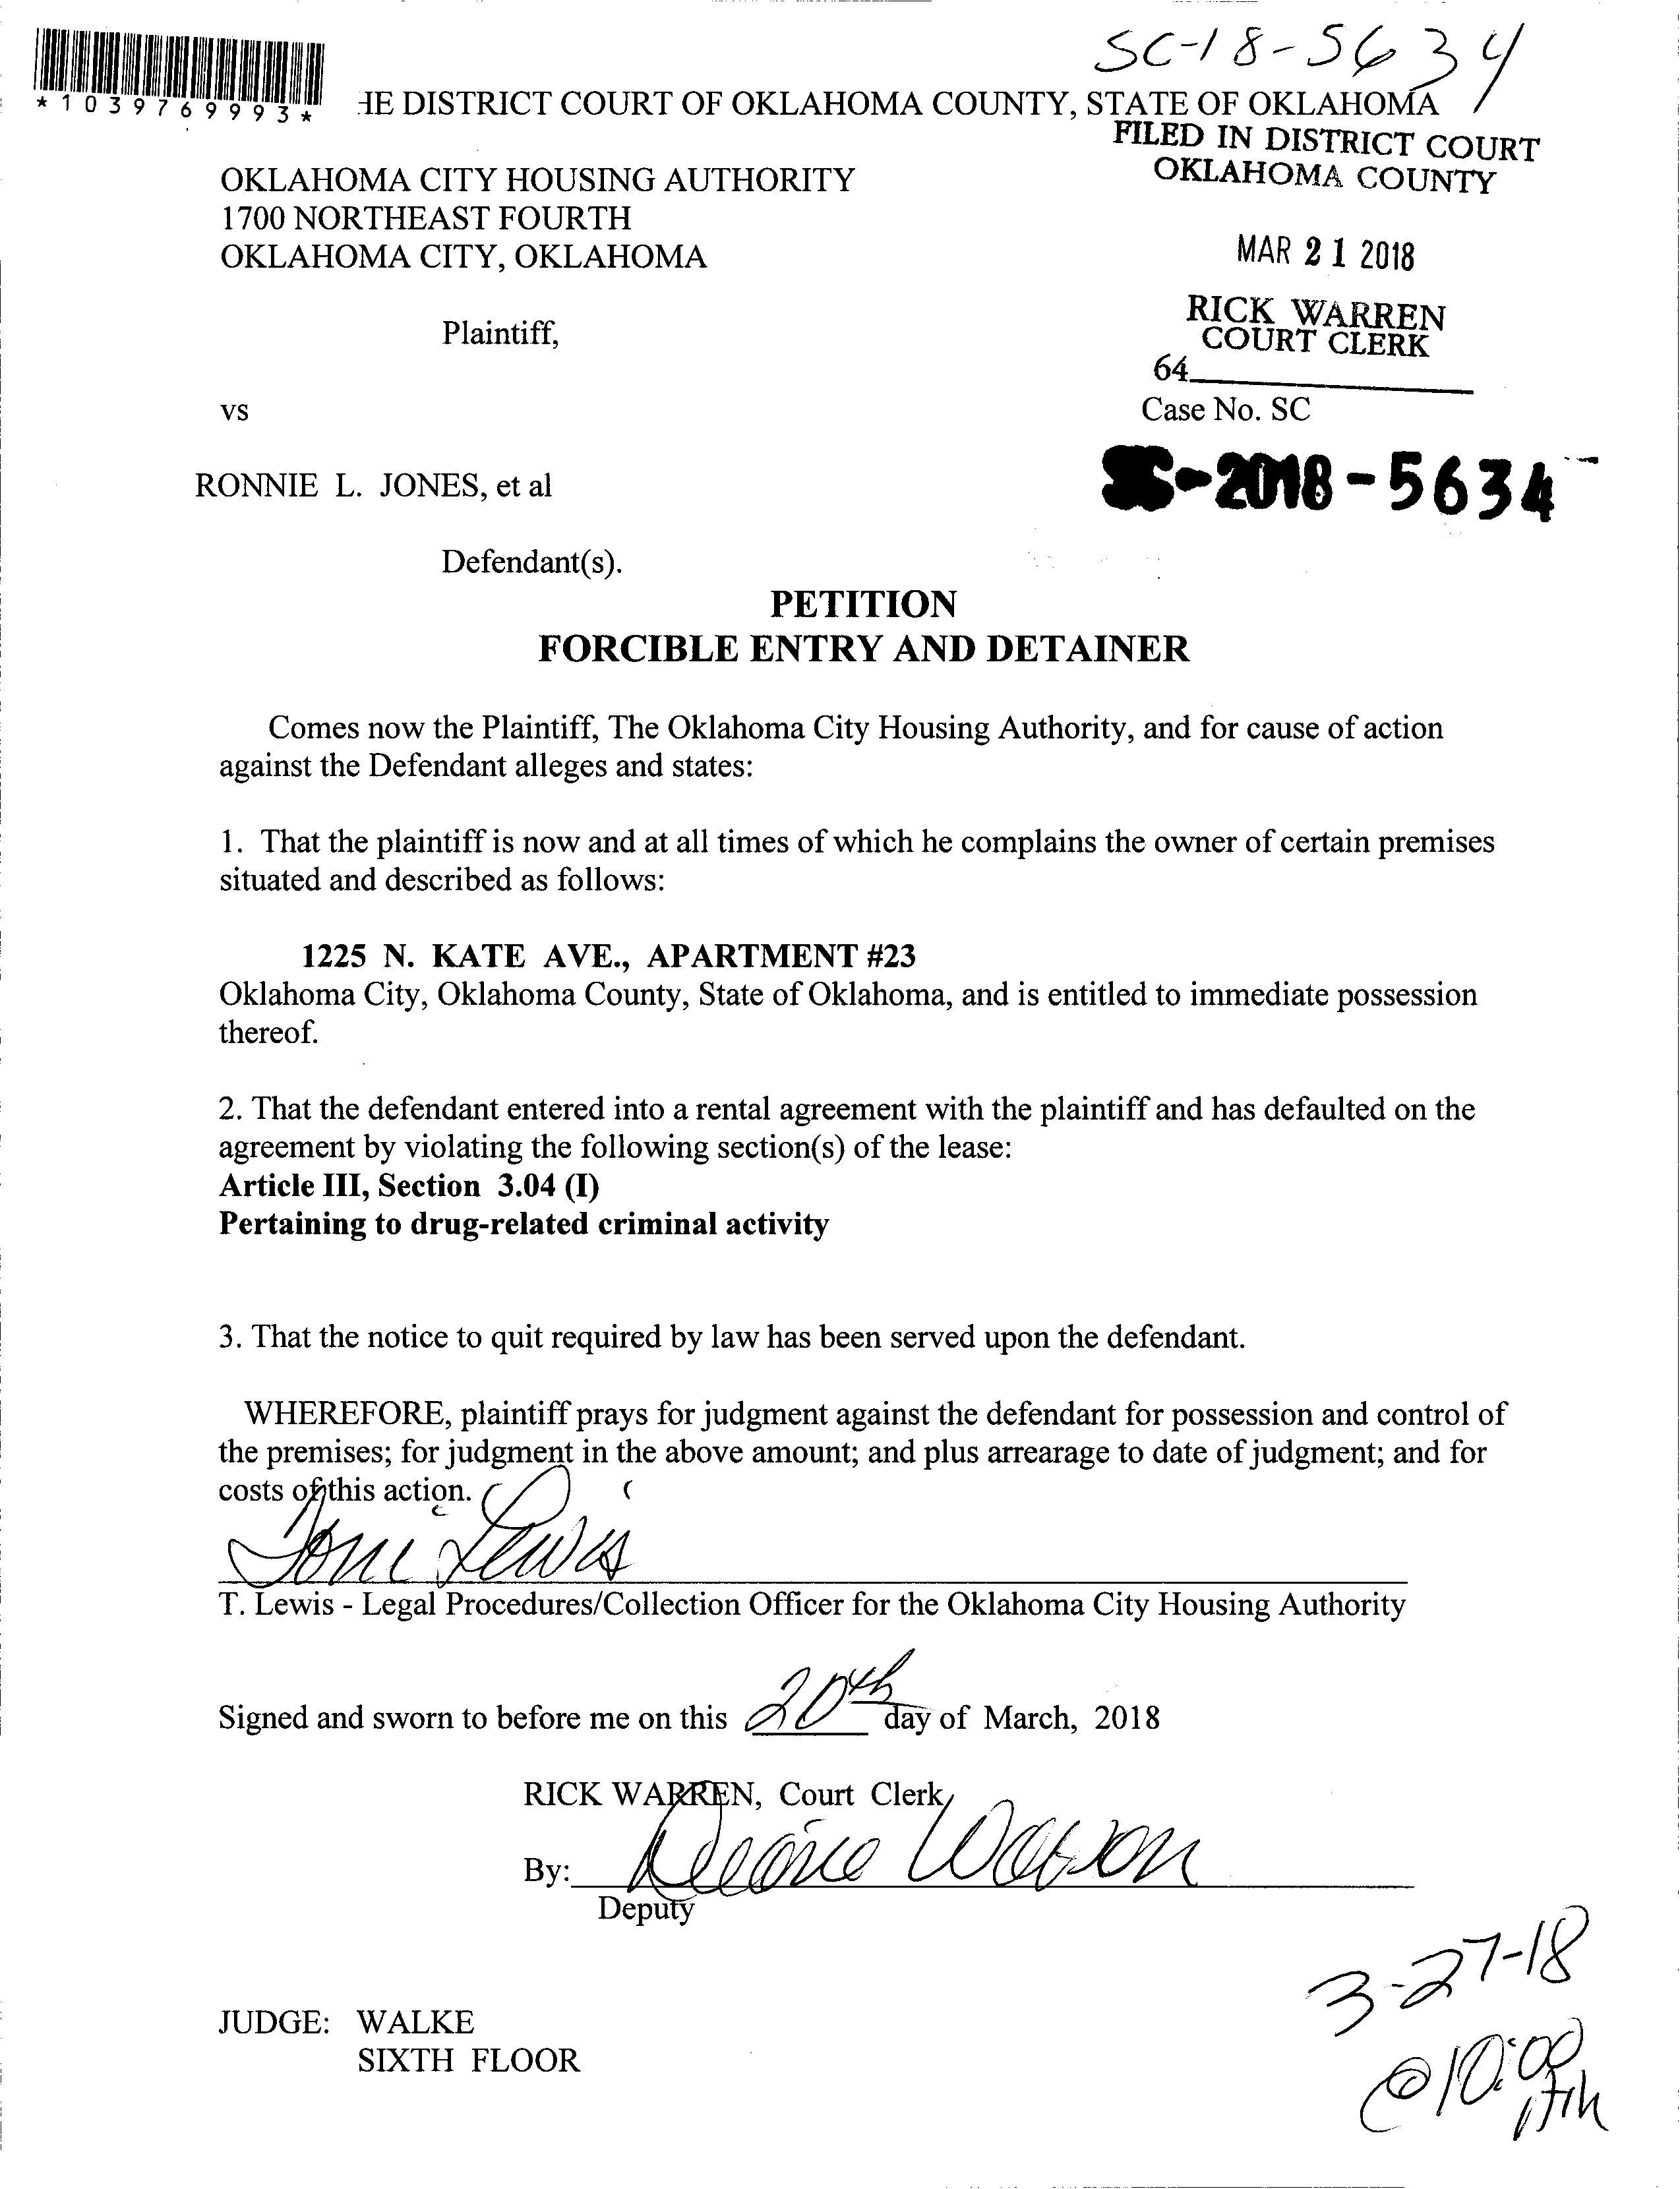 SC-18-5634
*1039769993*
HE DISTRICT COURT OF OKLAHOMA COUNTY, STATE OF OKLAHOMA
FILED IN DISTRICT COURT
OKLAHOMA COUNTY
OKLAHOMA CITY HOUSING AUTHORITY
1700 NORTHEAST FOURTH
OKLAHOMA CITY, OKLAHOMA
MAR 21 2018
RICK WARREN
COURT CLERK
Plaintiff,
64
vs
Case No. SC
RONNIE L. JONES, et al
SC-2018-5634
Defendant(s).
PETITION
FORCIBLE ENTRY AND DETAINER
Comes now the Plaintiff, The Oklahoma City Housing Authority, and for cause of action
against the Defendant alleges and states:
1. That the plaintiff is now and at all times of which he complains the owner of certain premises
situated and described as follows:
1225 N. KATE AVE., APARTMENT #23
Oklahoma City, Oklahoma County, State of Oklahoma, and is entitled to immediate possession
thereof.
2. That the defendant entered into a rental agreement with the plaintiff and has defaulted on the
agreement by violating the following section(s) of the lease:
Article III, Section 3.04 (I)
Pertaining to drug-related criminal activity
3. That the notice to quit required by law has been served upon the defendant.
WHEREFORE, plaintiff prays for judgment against the defendant for possession and control of
the premises; for judgment in the above amount; and plus arrearage to date of judgment; and for
costs of this action.
Toni Lewis
T. Lewis - Legal Procedures/Collection Officer for the Oklahoma City Housing Authority
Signed and sworn to before me on this 20th day of March, 2018
RICK WARREN, Court Clerk
By:
Deputy
3-27-18
@10:00
JUDGE: WALKE
SIXTH FLOOR